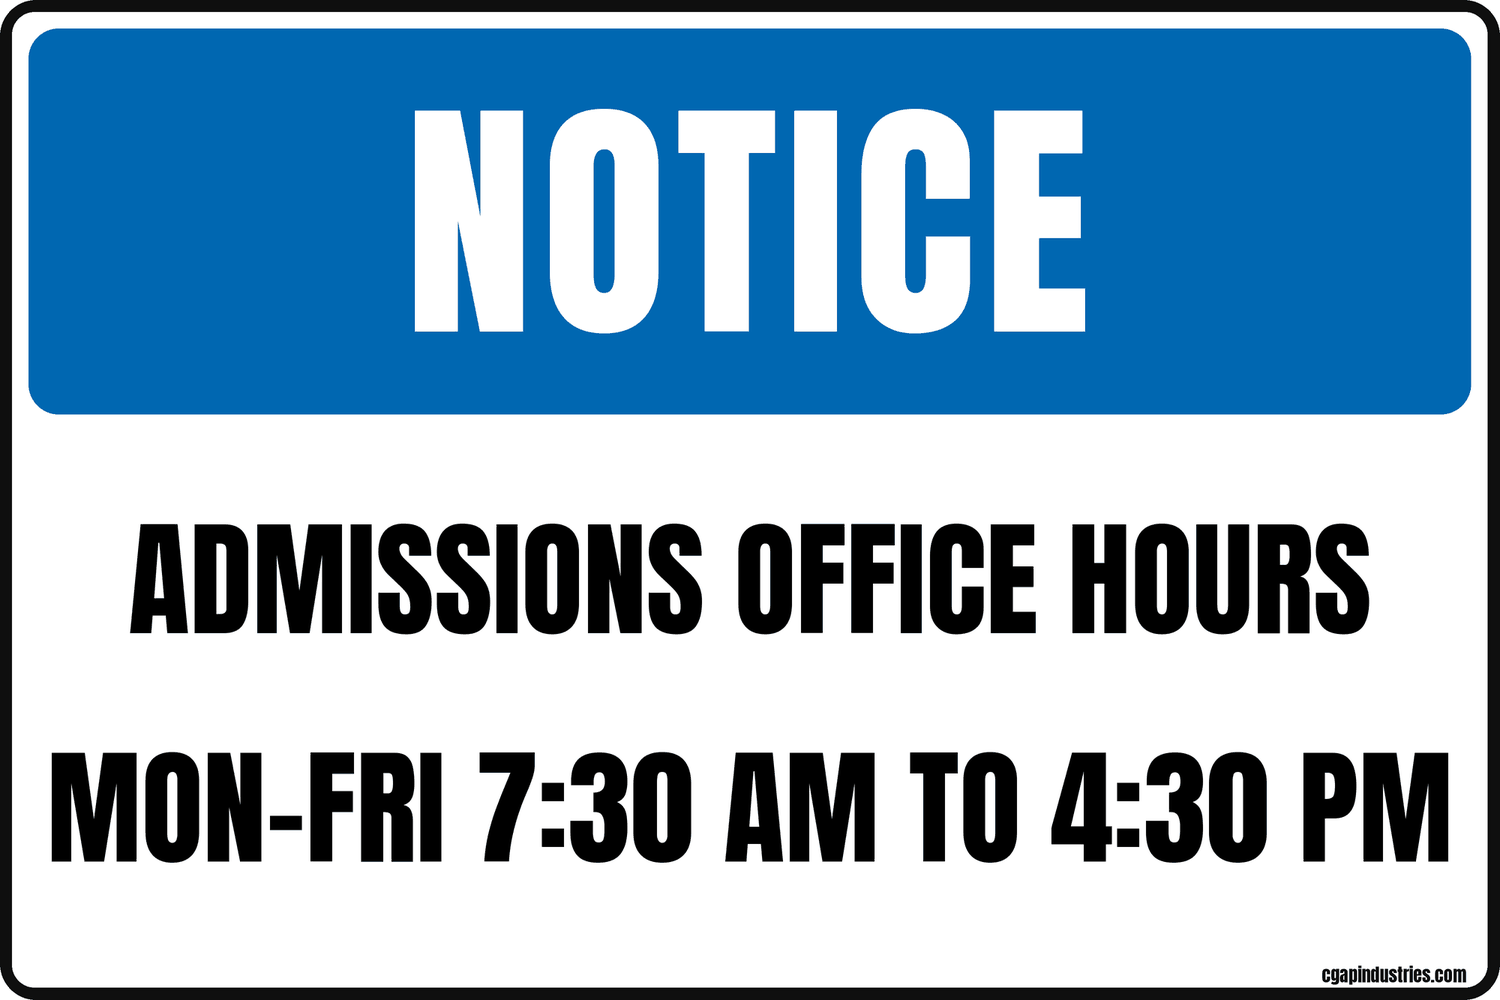 NOTICE
ADMISSIONS OFFICE HOURS
MON-FRI 7:30 AM TO 4:30 PM
cgapindustries.com